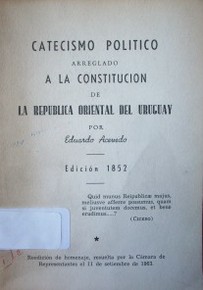 CATECISMO POLITICO
ARREGLADO
A LA CONSTITUCION
DE
LA REPUBLICA ORIENTAL DEL URUGUAY
POR
Eduardo Acevedo
Edición 1852
Quid munus Reipublicæ majus,
meliusve afferre possumus, quam
si juventutem docemus, et bene
erudimus....?
(CICERO)
Rendición de homenaje, resuelta por la Cámara de
Representantes el 11 de setiembre de 1963.